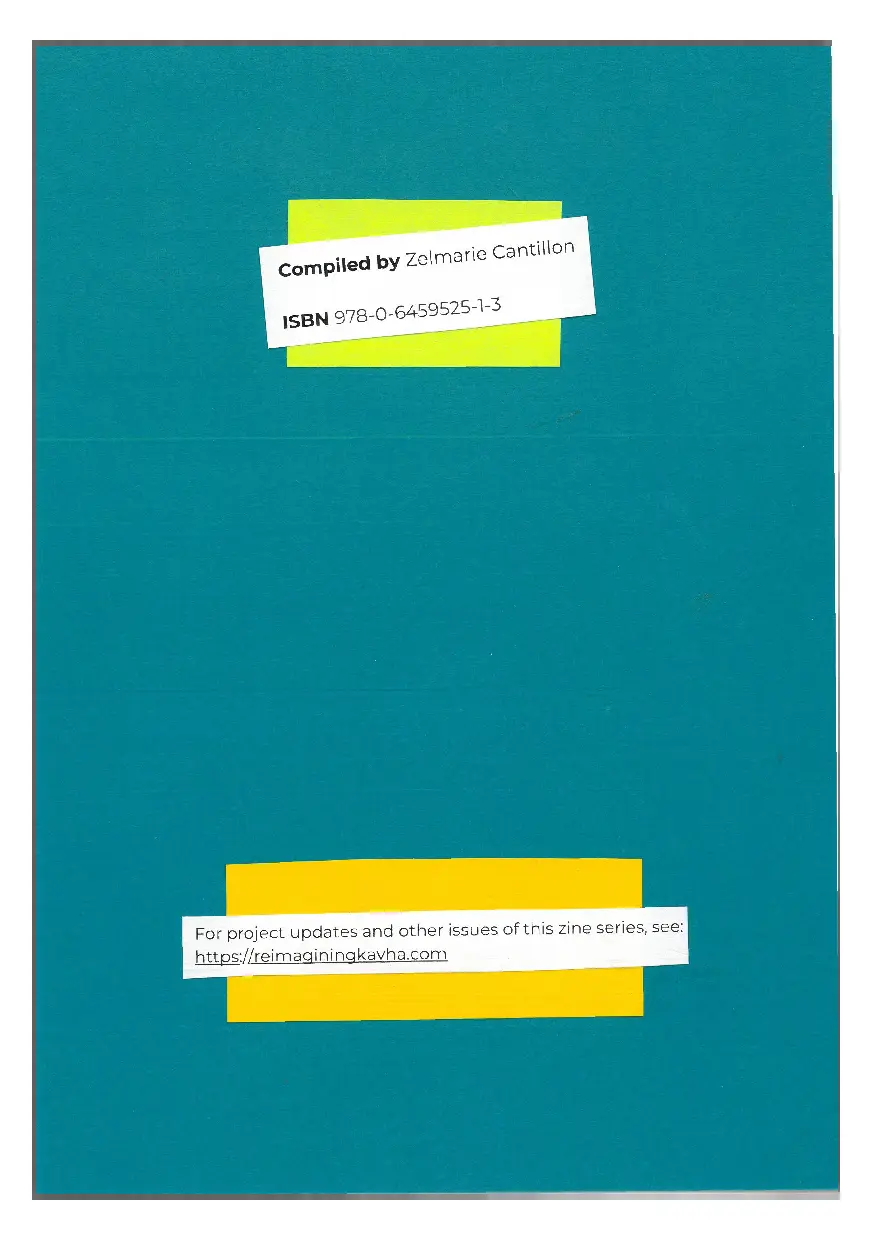 Compiled by Zelmarie Cantillon
ISBN 978-0-6459525-1-3
For project updates and other issues of this zine series, see:
https://reimaginingkavha.com